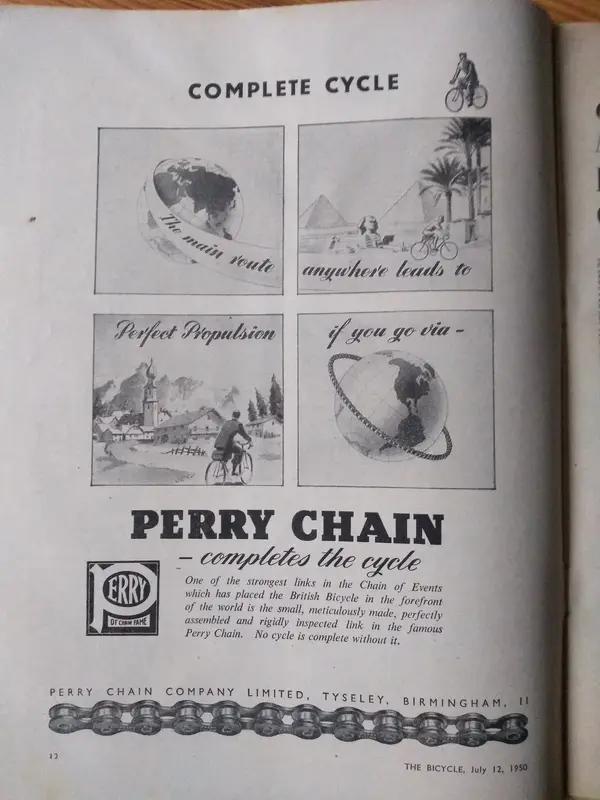 COMPLETE CYCLE
The main route
anywhere leads to
Perfect Propulsion
if you go via –
PERRY CHAIN
– completes the cycle
PERRY
OF CHAIN FAME
One of the strongest links in the Chain of Events
which has placed the British Bicycle in the forefront
of the world is the small, meticulously made, perfectly
assembled and rigidly inspected link in the famous
Perry Chain. No cycle is complete without it.
PERRY CHAIN COMPANY LIMITED, TYSELEY, BIRMINGHAM, 11
12
THE BICYCLE, July 12, 1950